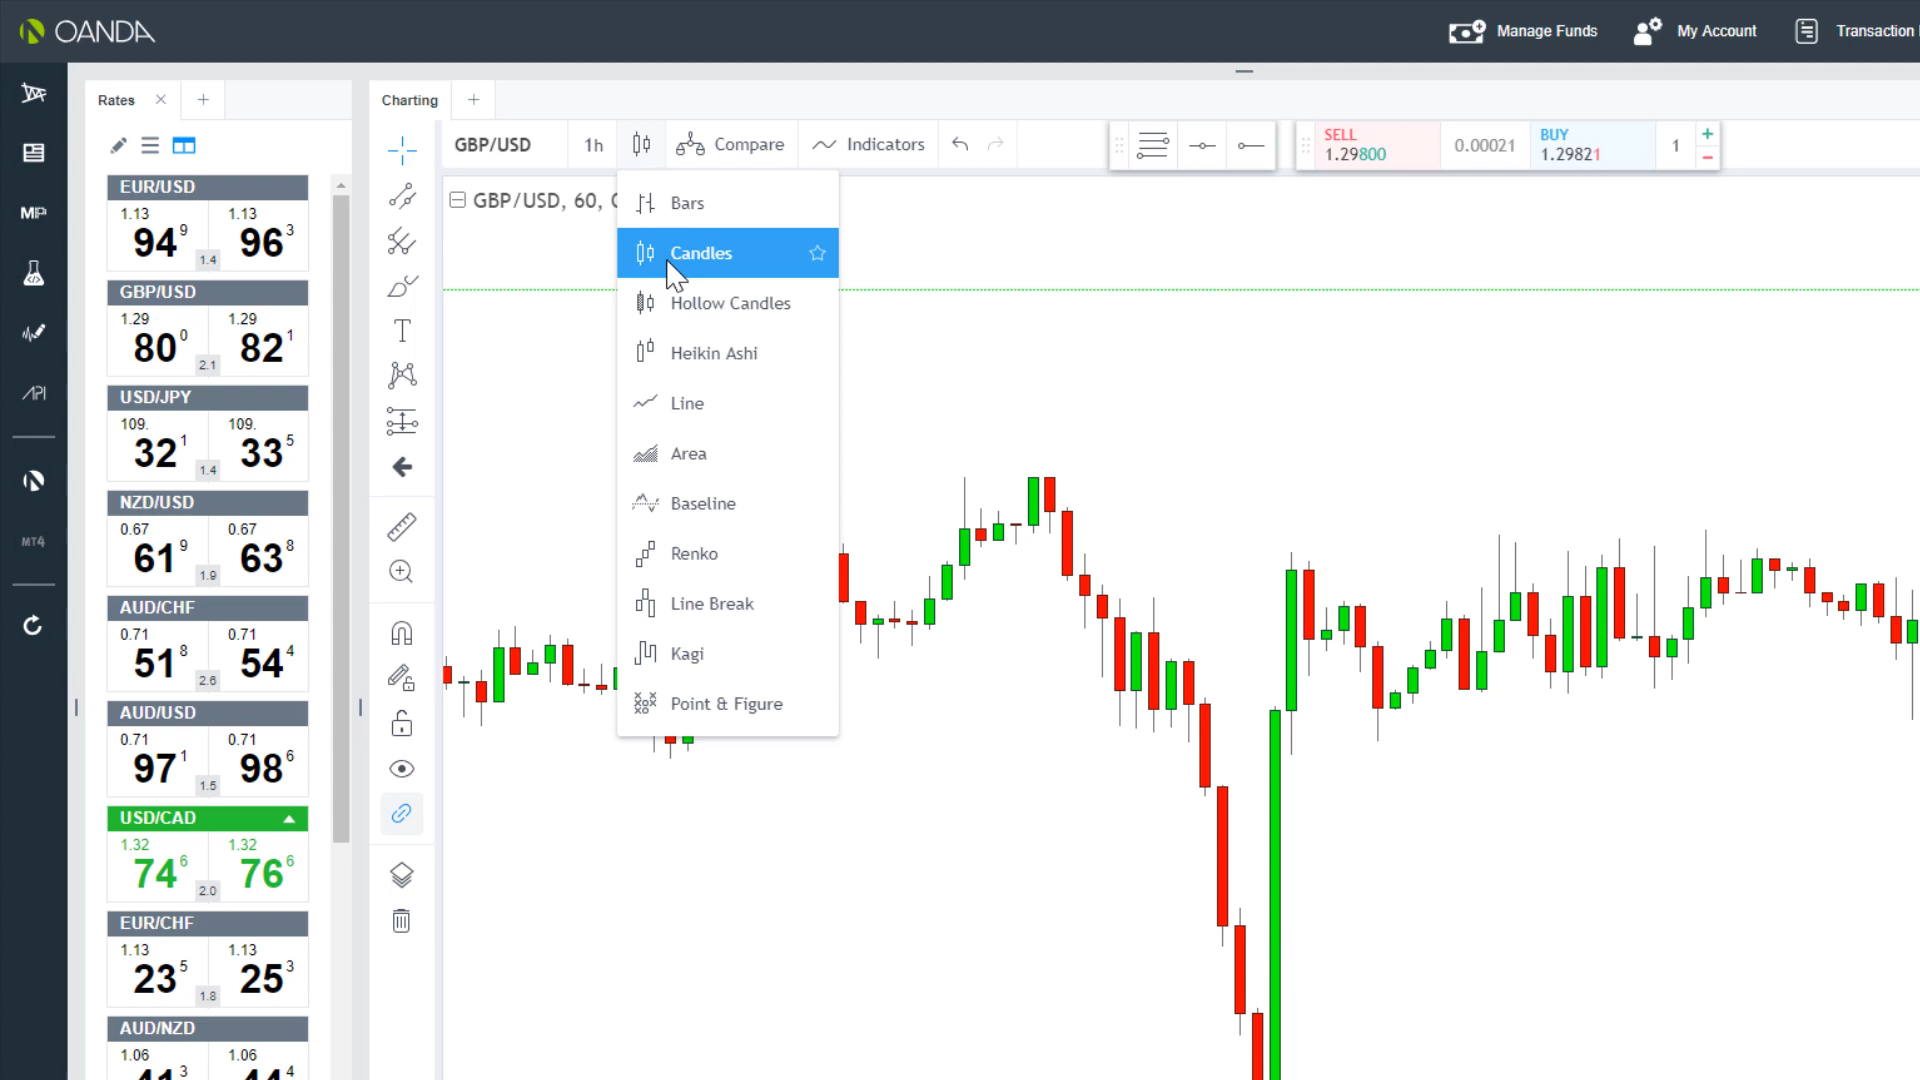 OANDA
Manage Funds
My Account
Transaction
Rates
Charting
GBP/USD
1h
Compare
Indicators
SELL
1.29800
0.00021
BUY
1.29821
1
GBP/USD, 60,
Bars
Candles
Hollow Candles
Heikin Ashi
Line
Area
Baseline
Renko
Line Break
Kagi
Point & Figure
MP
API
MT4
EUR/USD
1.13 1.13
94 9 96 3
1.4
GBP/USD
1.29 1.29
80 0 82 1
2.1
USD/JPY
109. 109.
32 1 33 5
1.4
NZD/USD
0.67 0.67
61 9 63 8
1.9
AUD/CHF
0.71 0.71
51 8 54 4
2.6
AUD/USD
0.71 0.71
97 1 98 6
1.5
USD/CAD
1.32 1.32
74 6 76 6
2.0
EUR/CHF
1.13 1.13
23 5 25 3
1.8
AUD/NZD
1.06 1.06
41 3 44 4